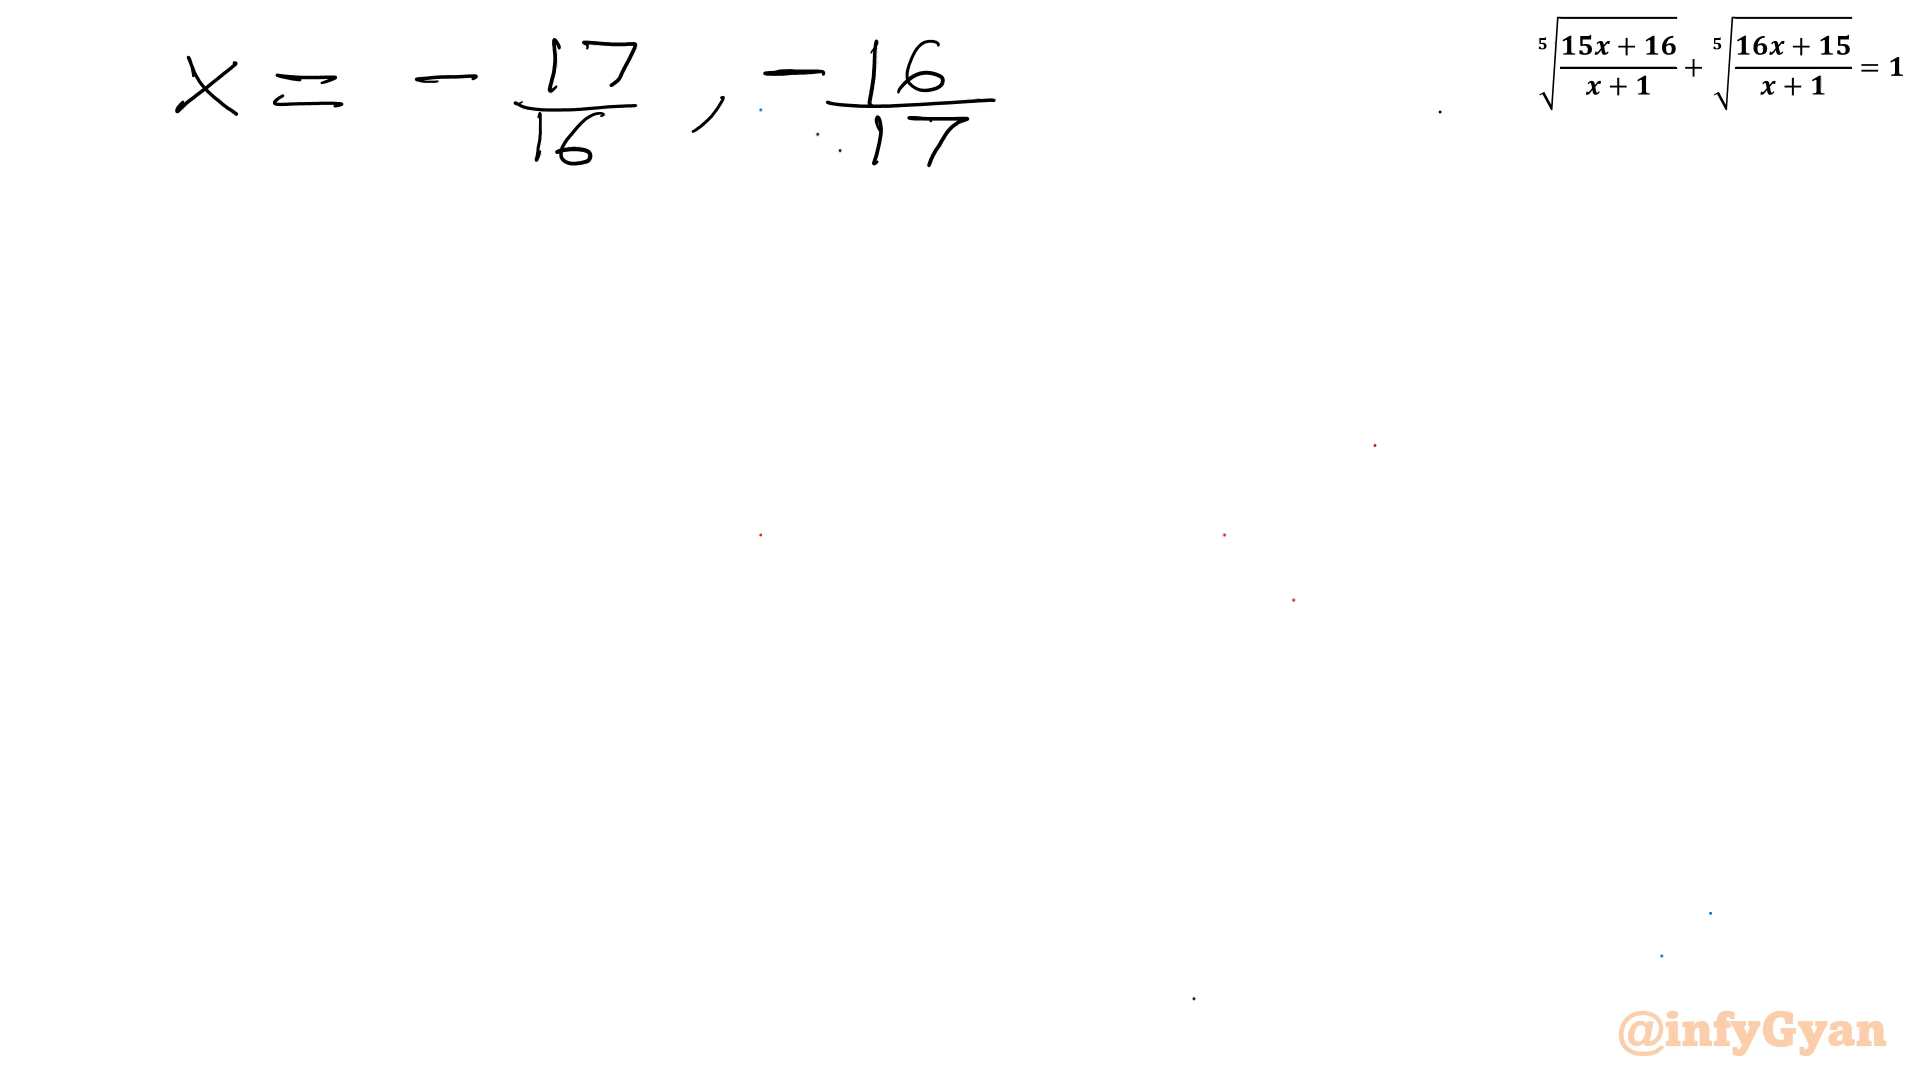 x = - 17/16 , - 16/17
⁵√((15x + 16)/(x + 1)) + ⁵√((16x + 15)/(x + 1)) = 1
@infyGyan